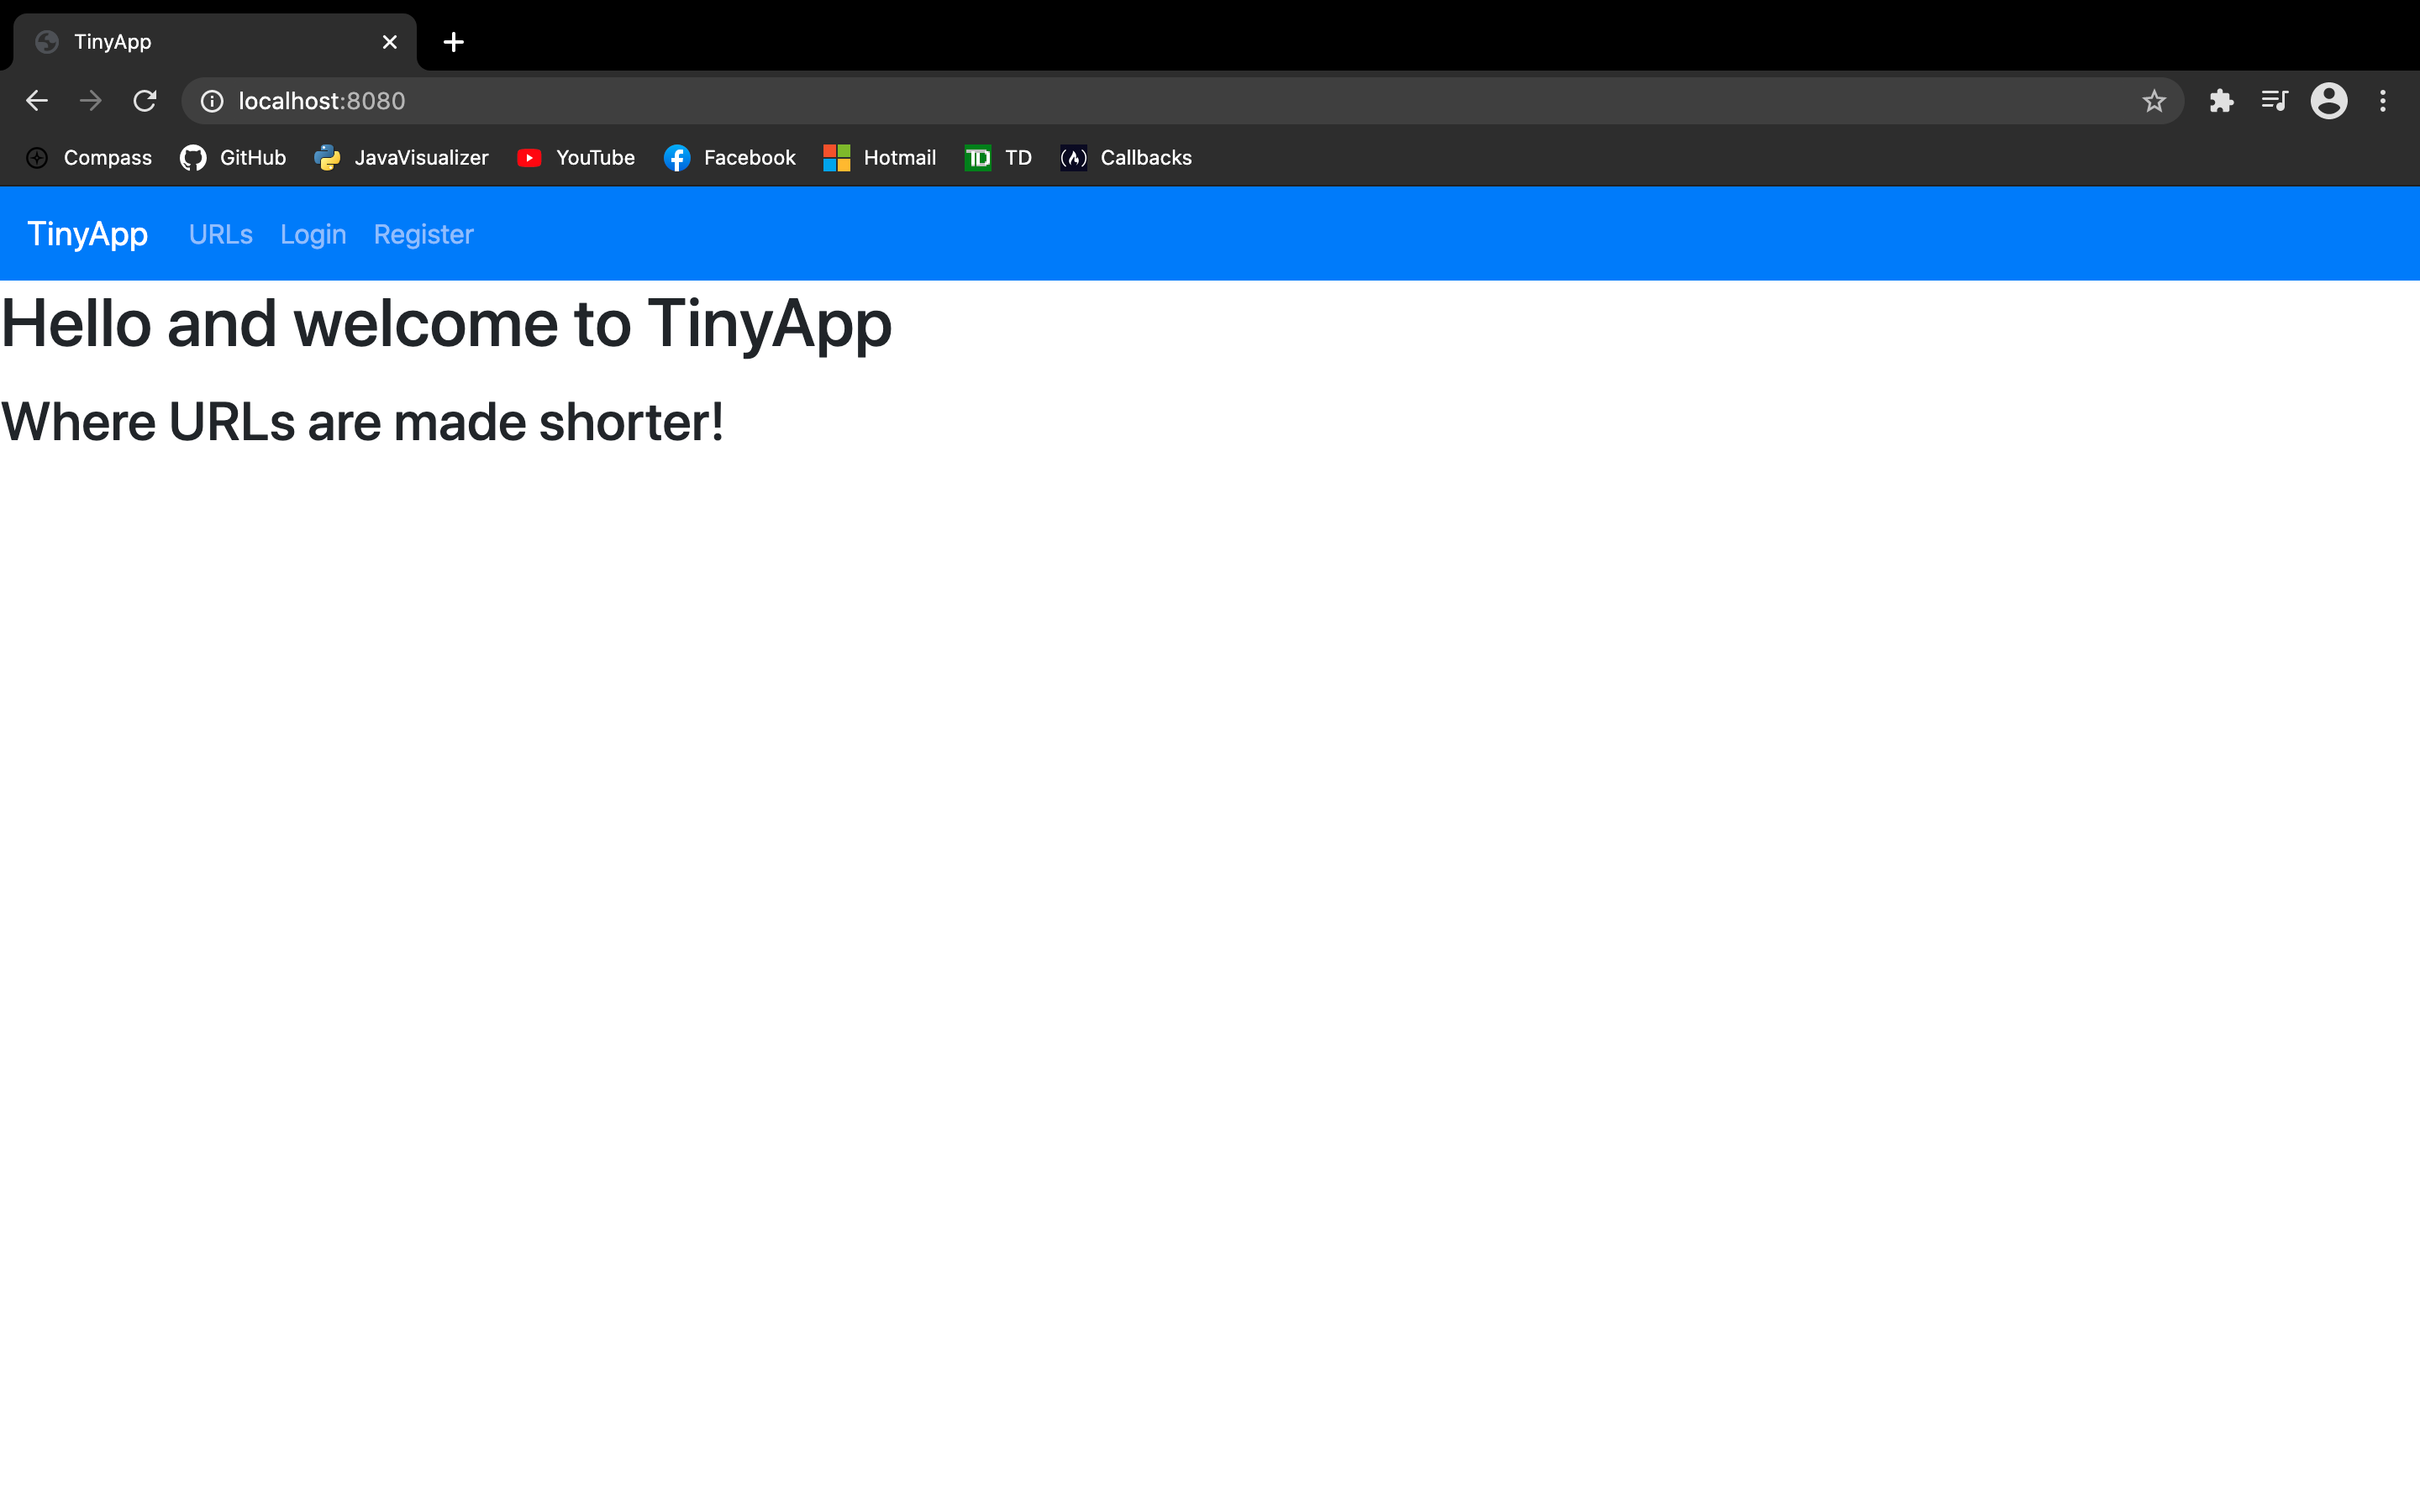 TinyApp
localhost:8080
Compass GitHub JavaVisualizer YouTube Facebook Hotmail TD TD Callbacks
TinyApp URLs Login Register
Hello and welcome to TinyApp
Where URLs are made shorter!